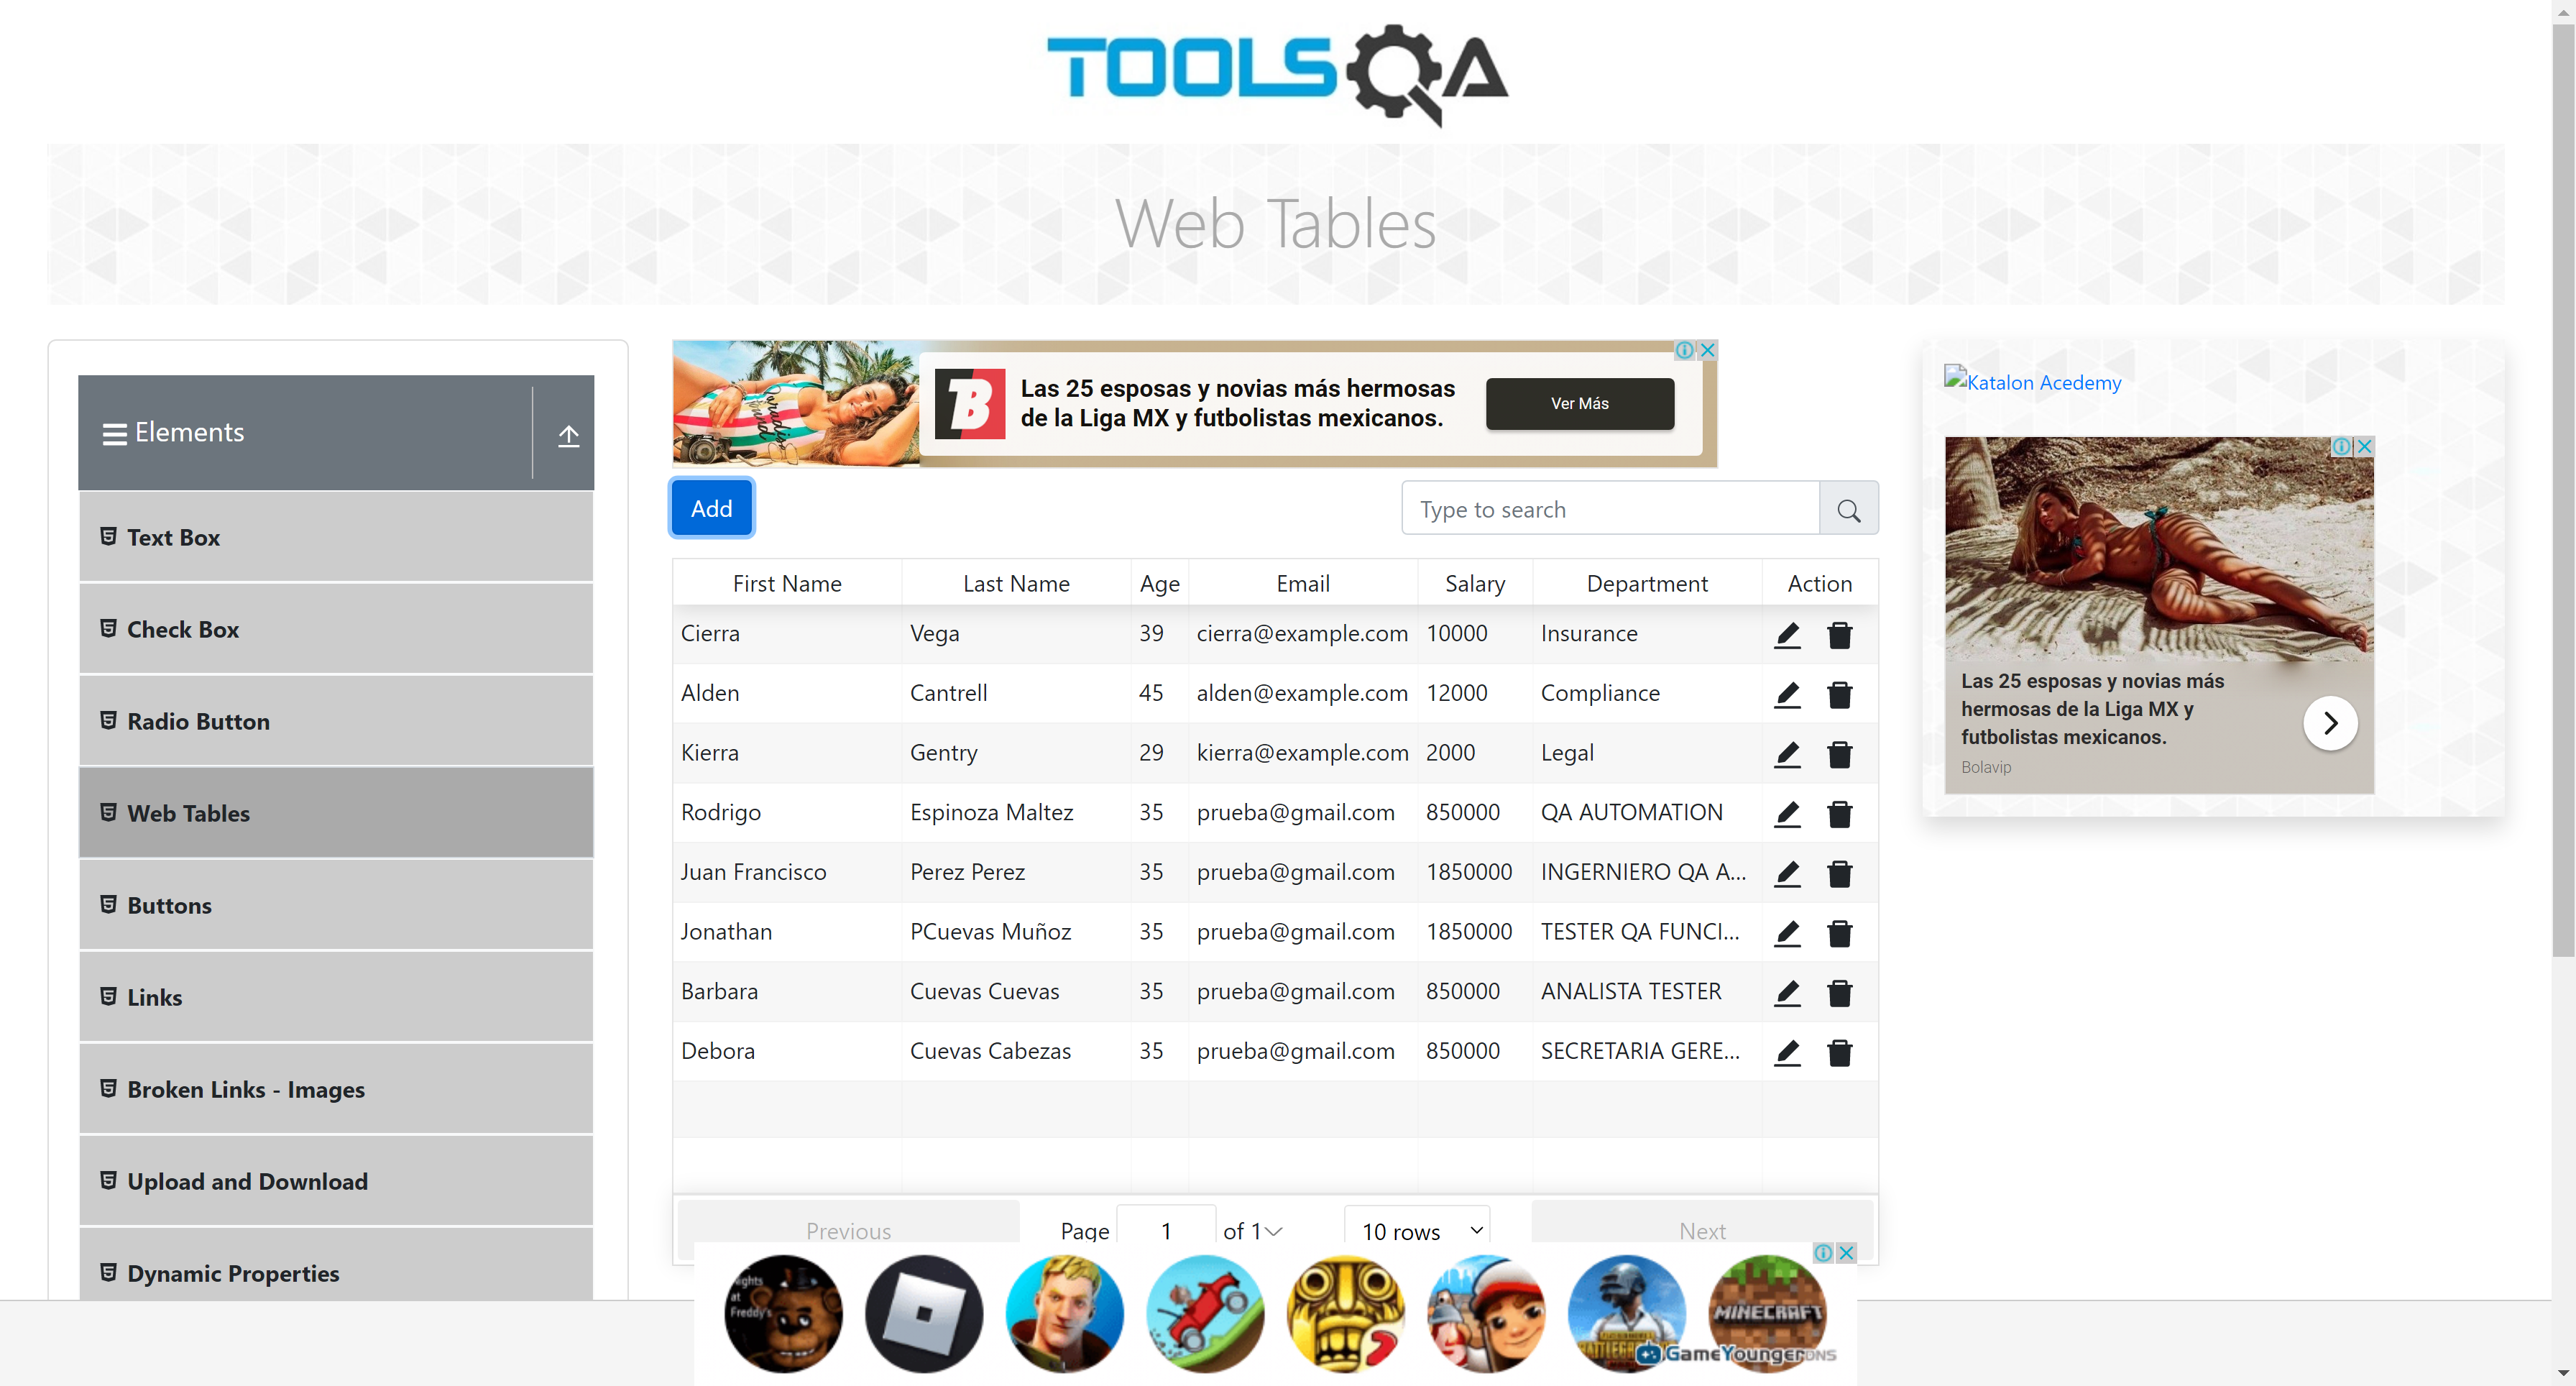 TOOLSQA
Web Tables
Elements
Text Box
Check Box
Radio Button
Web Tables
Buttons
Links
Broken Links - Images
Upload and Download
Dynamic Properties
Las 25 esposas y novias más hermosas
de la Liga MX y futbolistas mexicanos.
Ver Más
Add
Type to search
First Name Last Name Age Email Salary Department Action
Cierra Vega 39 cierra@example.com 10000 Insurance
Alden Cantrell 45 alden@example.com 12000 Compliance
Kierra Gentry 29 kierra@example.com 2000 Legal
Rodrigo Espinoza Maltez 35 prueba@gmail.com 850000 QA AUTOMATION
Juan Francisco Perez Perez 35 prueba@gmail.com 1850000 INGERNIERO QA A...
Jonathan PCuevas Muñoz 35 prueba@gmail.com 1850000 TESTER QA FUNCI...
Barbara Cuevas Cuevas 35 prueba@gmail.com 850000 ANALISTA TESTER
Debora Cuevas Cabezas 35 prueba@gmail.com 850000 SECRETARIA GERE...
Previous Page 1 of 1 10 rows Next
Katalon Acedemy
Las 25 esposas y novias más
hermosas de la Liga MX y
futbolistas mexicanos.
Bolavip
ghts
at
Freddy's
MINECRAFT
GameYounger